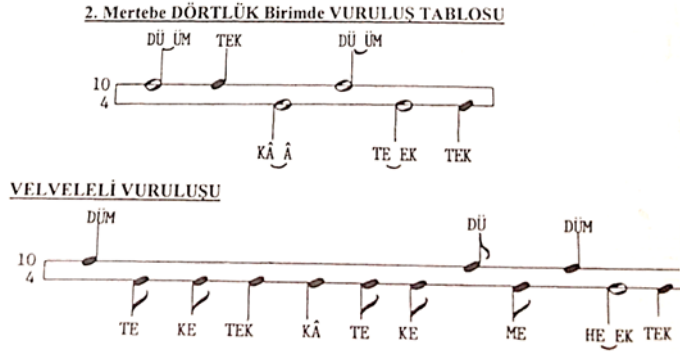 2. Mertebe DÖRTLÜK Birimde VURULUŞ TABLOSU
DÜ ÜM TEK DÜ ÜM
10
4
KÂ Â TE EK TEK
VELVELELİ VURULUŞU
DÜM DÜ DÜM
10
4
TE KE TEK KÂ TE KE ME HE EK TEK